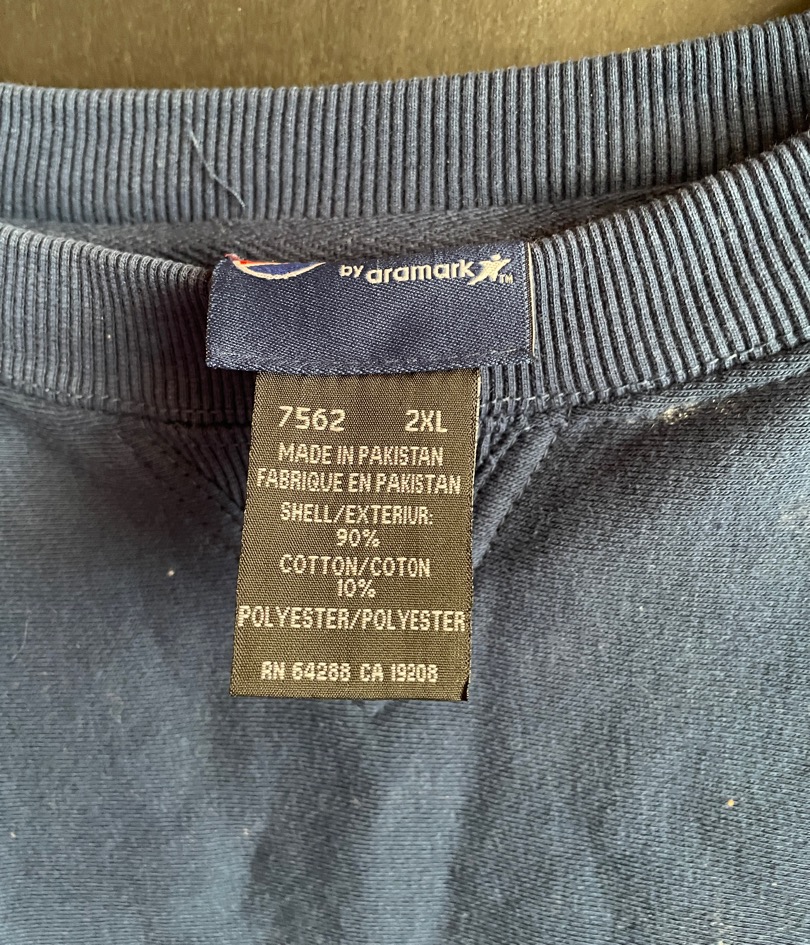 by aramark TM
7562 2XL
MADE IN PAKISTAN
FABRIQUE EN PAKISTAN
SHELL/EXTERIUR:
90%
COTTON/COTON
10%
POLYESTER/POLYESTER
RN 64288 CA 19208